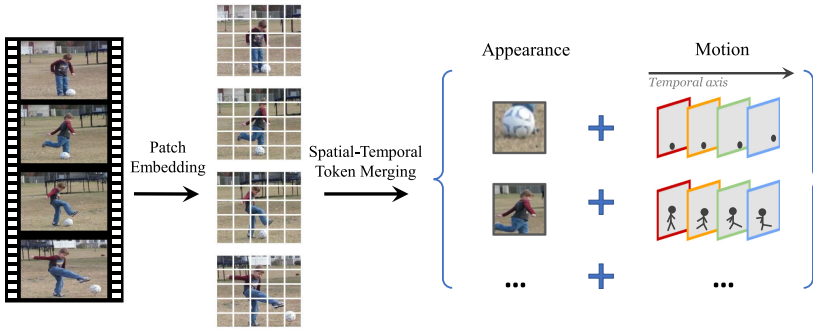 Patch
Embedding
Spatial-Temporal
Token Merging
Appearance
Motion
Temporal axis
...
...